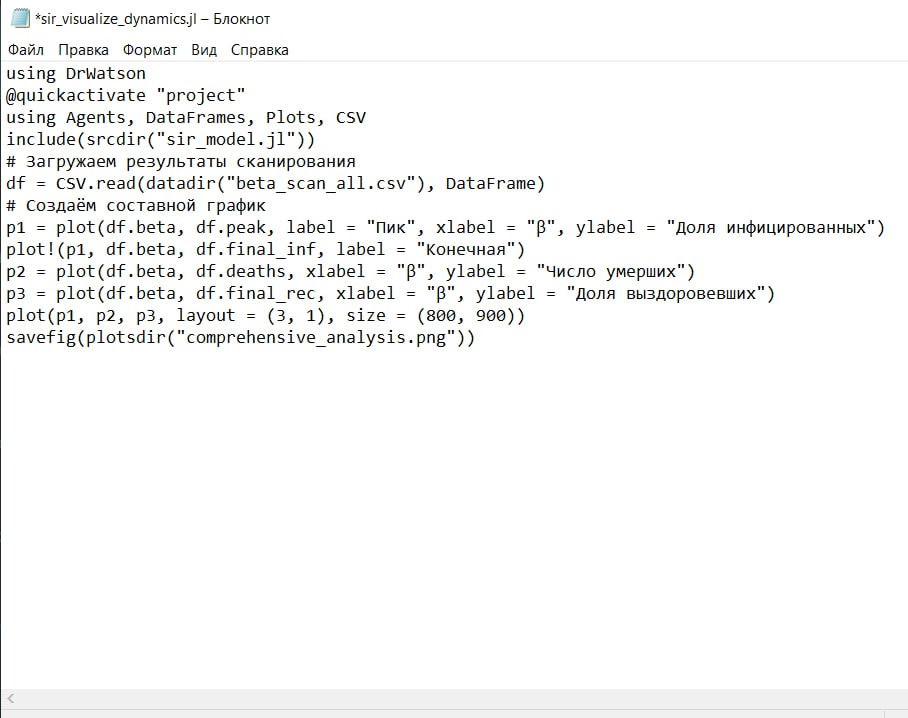 *sir_visualize_dynamics.jl – Блокнот
Файл Правка Формат Вид Справка
using DrWatson
@quickactivate "project"
using Agents, DataFrames, Plots, CSV
include(srcdir("sir_model.jl"))
# Загружаем результаты сканирования
df = CSV.read(datadir("beta_scan_all.csv"), DataFrame)
# Создаём составной график
p1 = plot(df.beta, df.peak, label = "Пик", xlabel = "β", ylabel = "Доля инфицированных")
plot!(p1, df.beta, df.final_inf, label = "Конечная")
p2 = plot(df.beta, df.deaths, xlabel = "β", ylabel = "Число умерших")
p3 = plot(df.beta, df.final_rec, xlabel = "β", ylabel = "Доля выздоровевших")
plot(p1, p2, p3, layout = (3, 1), size = (800, 900))
savefig(plotsdir("comprehensive_analysis.png"))